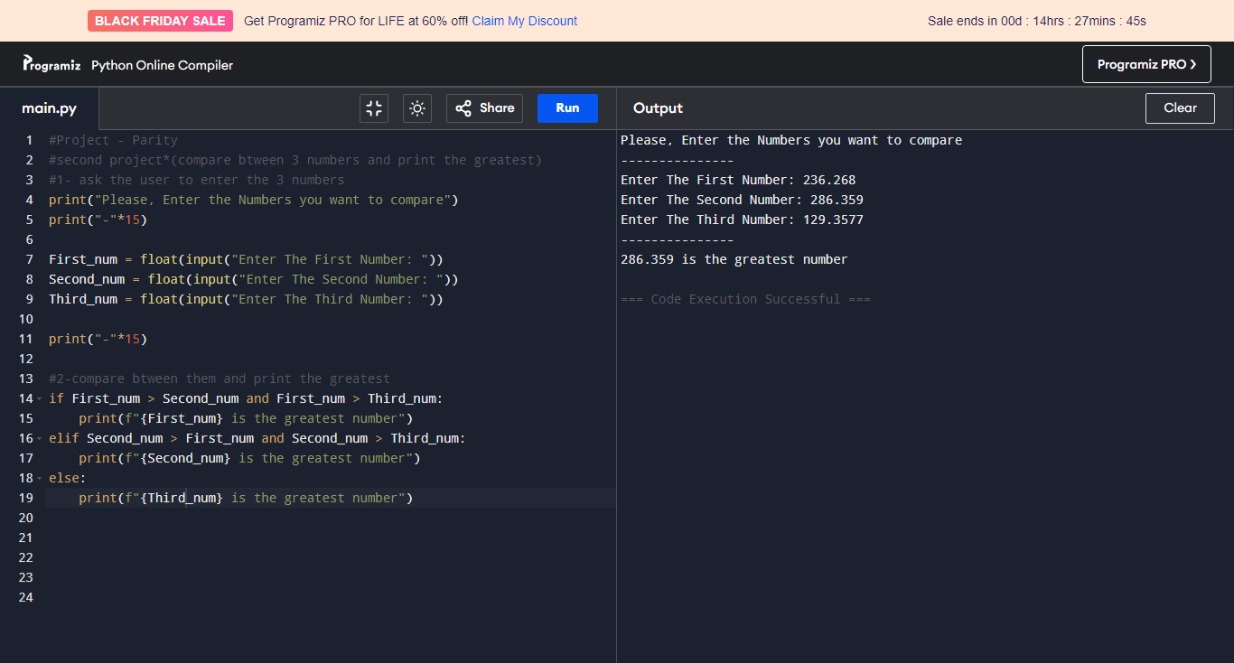 BLACK FRIDAY SALE Get Programiz PRO for LIFE at 60% off! Claim My Discount Sale ends in 00d : 14hrs : 27mins : 45s
Programiz Python Online Compiler Programiz PRO >
main.py Share Run
1 #Project - Parity
2 #second project*(compare btween 3 numbers and print the greatest)
3 #1- ask the user to enter the 3 numbers
4 print("Please, Enter the Numbers you want to compare")
5 print("-"*15)
6
7 First_num = float(input("Enter The First Number: "))
8 Second_num = float(input("Enter The Second Number: "))
9 Third_num = float(input("Enter The Third Number: "))
10
11 print("-"*15)
12
13 #2-compare btween them and print the greatest
14 if First_num > Second_num and First_num > Third_num:
15     print(f"{First_num} is the greatest number")
16 elif Second_num > First_num and Second_num > Third_num:
17     print(f"{Second_num} is the greatest number")
18 else:
19     print(f"{Third_num} is the greatest number")
20
21
22
23
24
Output Clear
Please, Enter the Numbers you want to compare
---------------
Enter The First Number: 236.268
Enter The Second Number: 286.359
Enter The Third Number: 129.3577
---------------
286.359 is the greatest number
=== Code Execution Successful ===